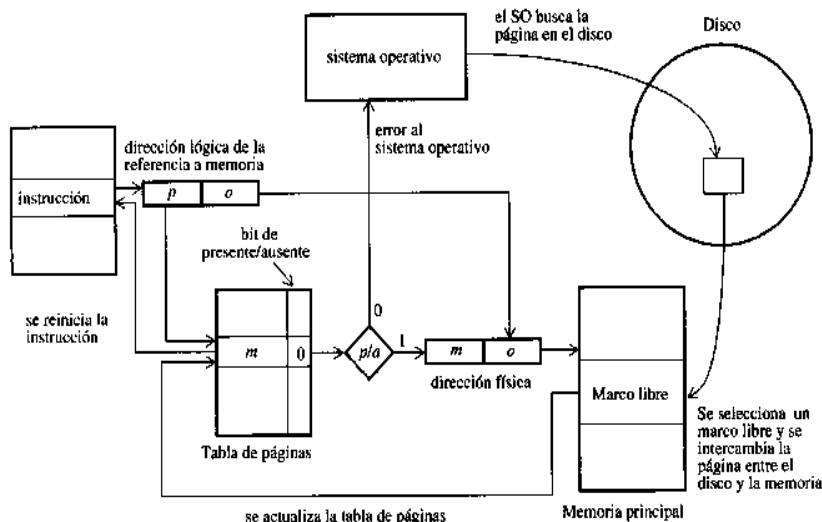 el SO busca la
página en el disco
Disco
sistema operativo
error al
sistema operativo
dirección lógica de la
referencia a memoria
instrucción
p
o
bit de
presente/ausente
0
se reinicia la
instrucción
m
0
p/a
1
m
o
dirección física
Marco libre
Tabla de páginas
Se selecciona un
marco libre y se
intercambia la
página entre el
disco y la memoria
se actualiza la tabla de páginas
Memoria principal